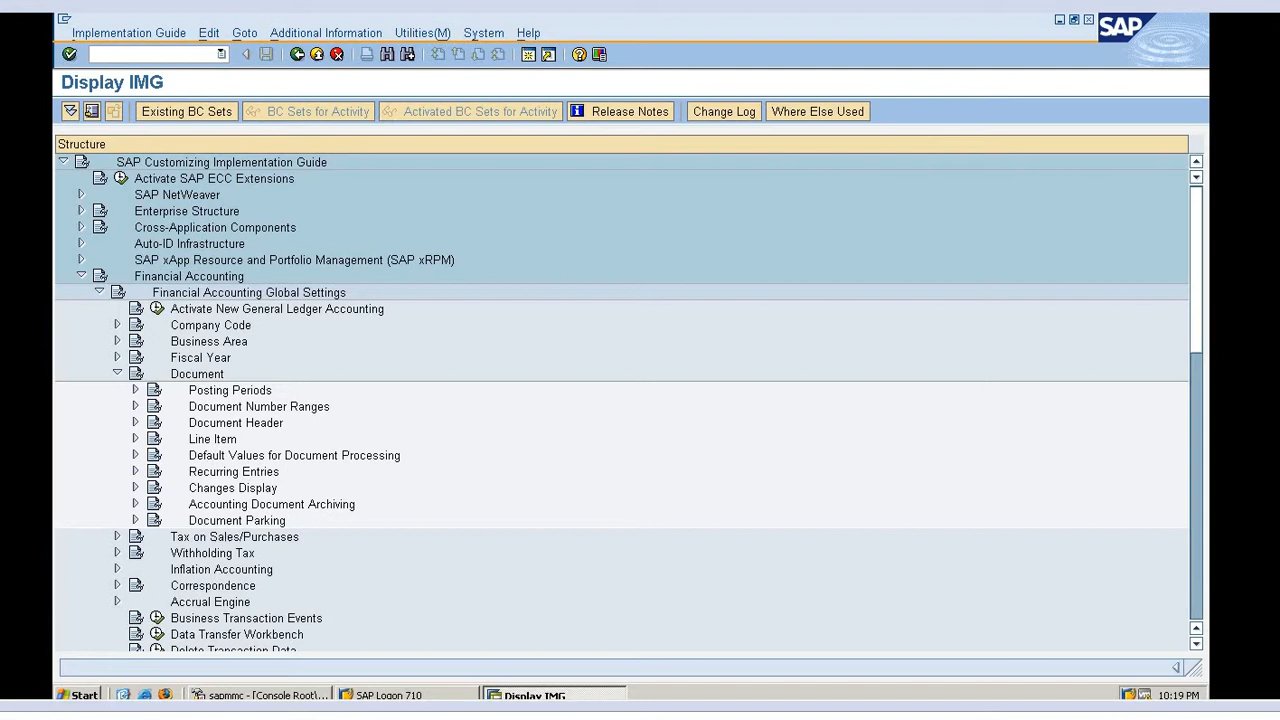 Implementation Guide Edit Goto Additional Information Utilities(M) System Help
SAP
Display IMG
Existing BC Sets BC Sets for Activity Activated BC Sets for Activity Release Notes Change Log Where Else Used
Structure
SAP Customizing Implementation Guide
Activate SAP ECC Extensions
SAP NetWeaver
Enterprise Structure
Cross-Application Components
Auto-ID Infrastructure
SAP xApp Resource and Portfolio Management (SAP xRPM)
Financial Accounting
Financial Accounting Global Settings
Activate New General Ledger Accounting
Company Code
Business Area
Fiscal Year
Document
Posting Periods
Document Number Ranges
Document Header
Line Item
Default Values for Document Processing
Recurring Entries
Changes Display
Accounting Document Archiving
Document Parking
Tax on Sales/Purchases
Withholding Tax
Inflation Accounting
Correspondence
Accrual Engine
Business Transaction Events
Data Transfer Workbench
Delete Transaction Data
Start sapmmc - [Console Root]... SAP Logon 710 Display IMG 10:19 PM